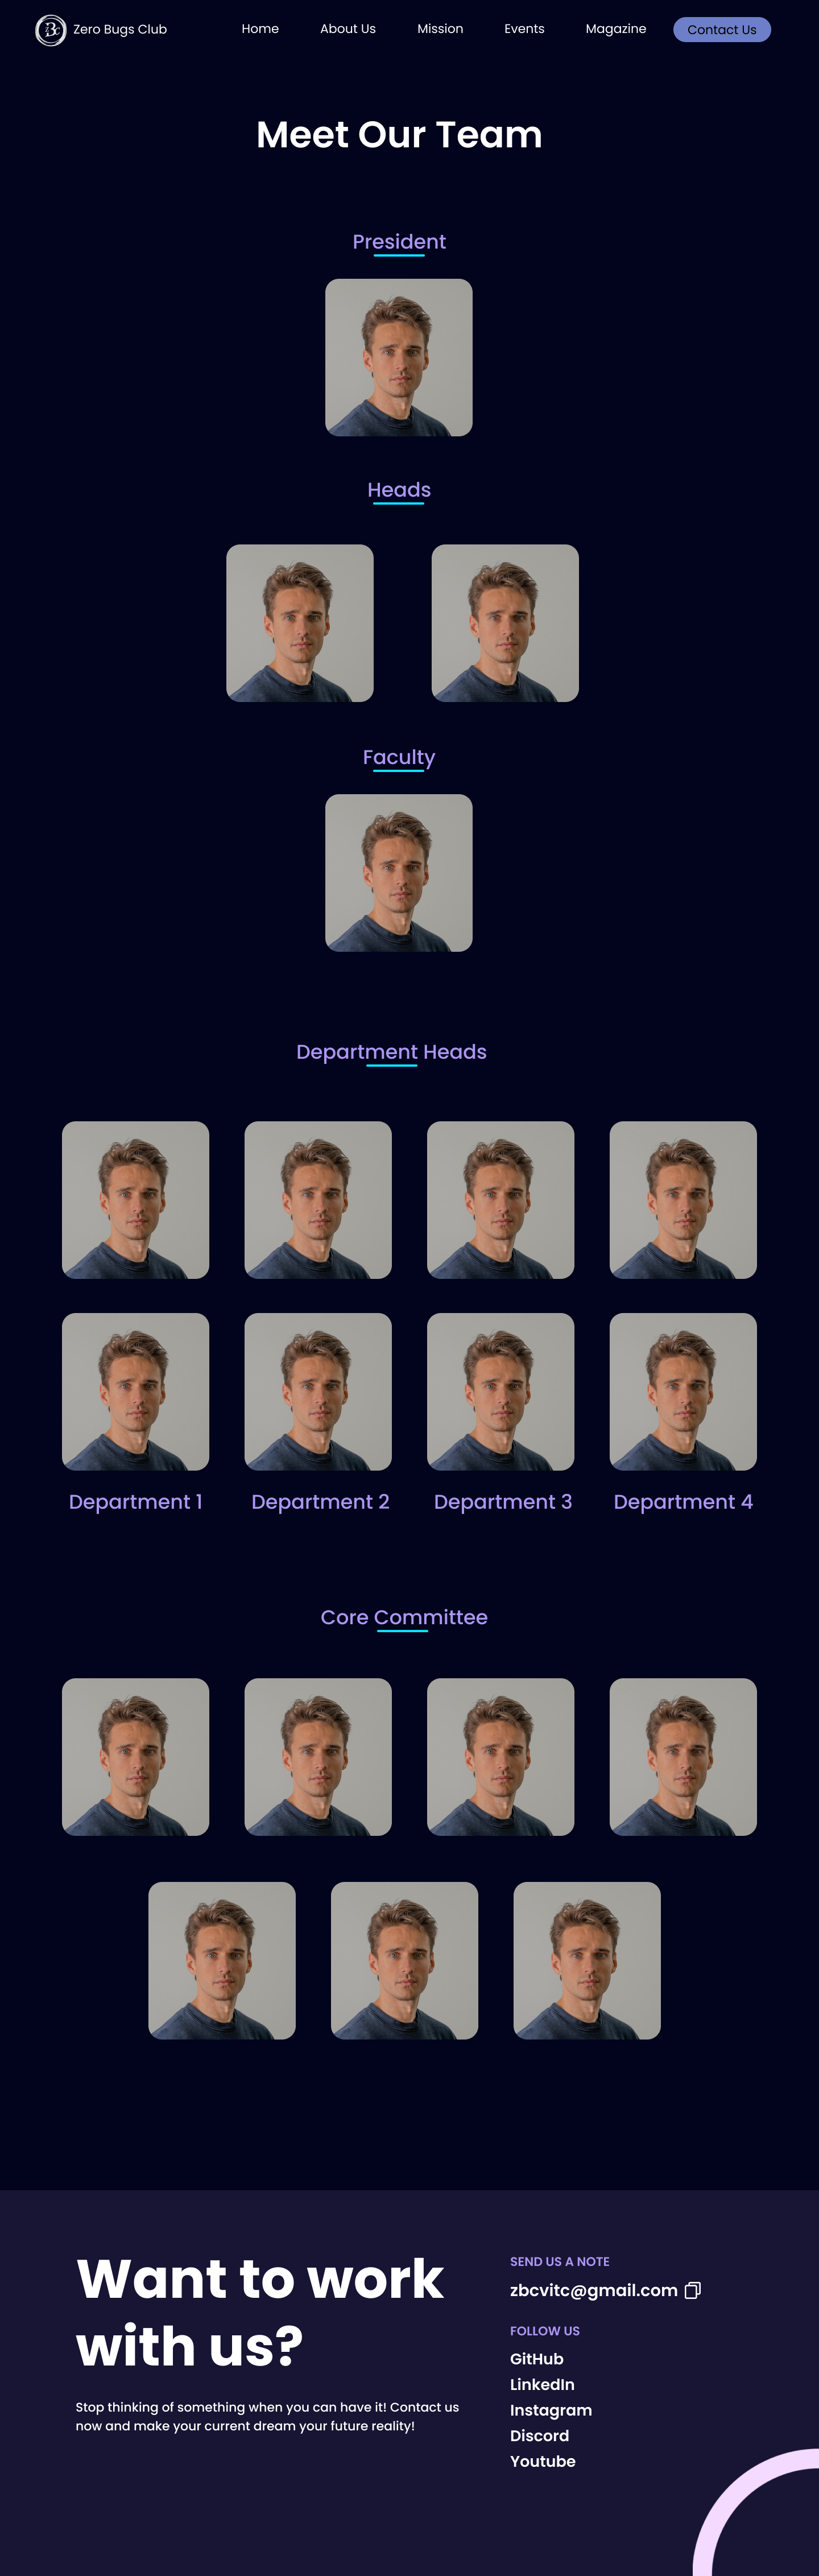 Zero Bugs Club
Home
About Us
Mission
Events
Magazine
Contact Us
Meet Our Team
President
Heads
Faculty
Department Heads
Department 1
Department 2
Department 3
Department 4
Core Committee
Want to work
with us?
Stop thinking of something when you can have it! Contact us
now and make your current dream your future reality!
SEND US A NOTE
zbcvitc@gmail.com
FOLLOW US
GitHub
LinkedIn
Instagram
Discord
Youtube